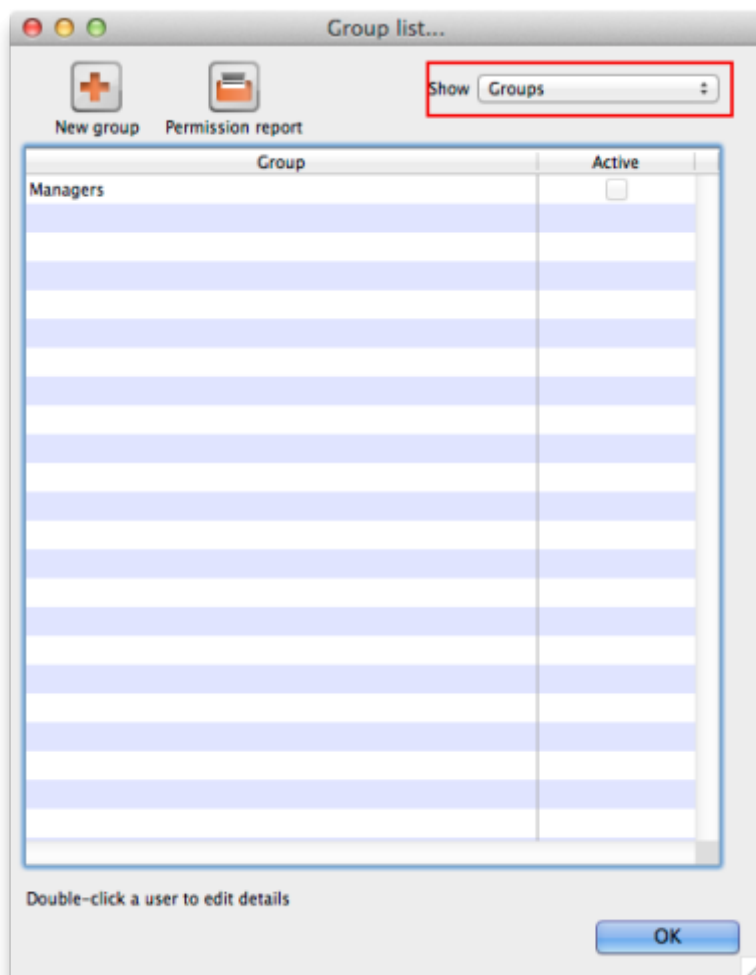 Group list...
Show Groups
New group Permission report
Group Active
Managers
Double-click a user to edit details
OK